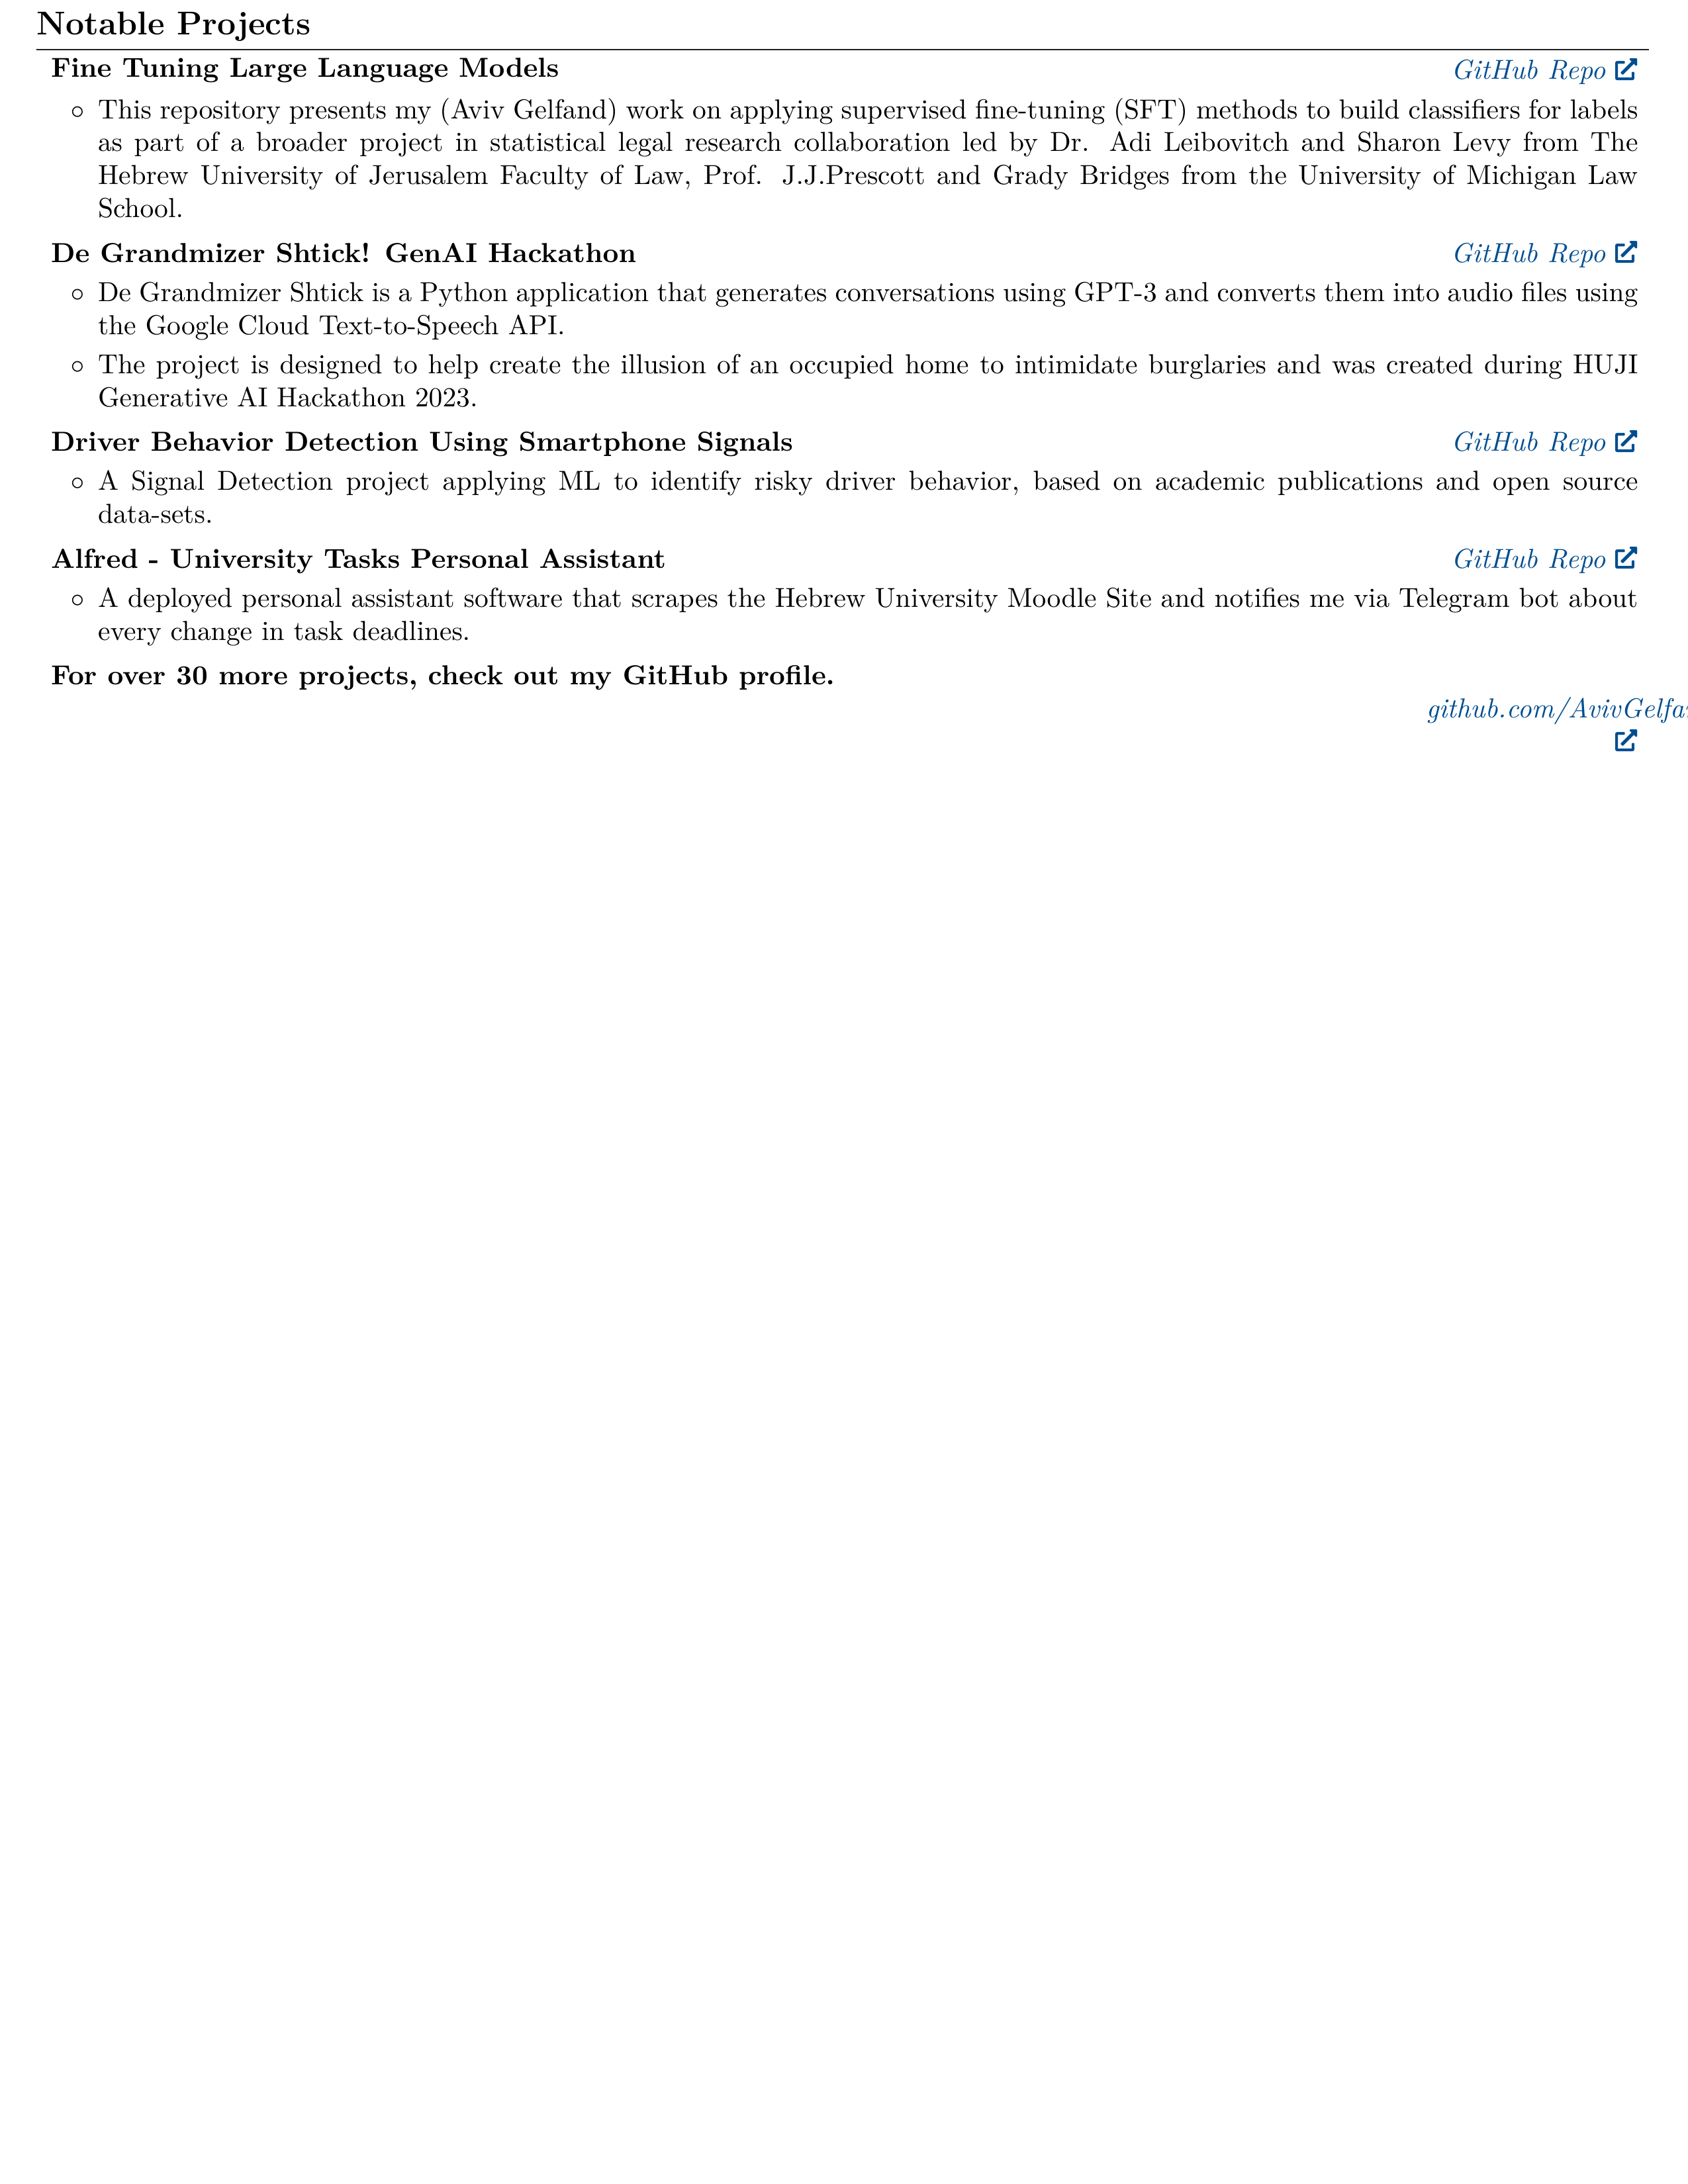 Notable Projects
Fine Tuning Large Language Models GitHub Repo
◦ This repository presents my (Aviv Gelfand) work on applying supervised fine-tuning (SFT) methods to build classifiers for labels
as part of a broader project in statistical legal research collaboration led by Dr. Adi Leibovitch and Sharon Levy from The
Hebrew University of Jerusalem Faculty of Law, Prof. J.J.Prescott and Grady Bridges from the University of Michigan Law
School.
De Grandmizer Shtick! GenAI Hackathon GitHub Repo
◦ De Grandmizer Shtick is a Python application that generates conversations using GPT-3 and converts them into audio files using
the Google Cloud Text-to-Speech API.
◦ The project is designed to help create the illusion of an occupied home to intimidate burglaries and was created during HUJI
Generative AI Hackathon 2023.
Driver Behavior Detection Using Smartphone Signals GitHub Repo
◦ A Signal Detection project applying ML to identify risky driver behavior, based on academic publications and open source
data-sets.
Alfred - University Tasks Personal Assistant GitHub Repo
◦ A deployed personal assistant software that scrapes the Hebrew University Moodle Site and notifies me via Telegram bot about
every change in task deadlines.
For over 30 more projects, check out my GitHub profile.
github.com/AvivGelfa